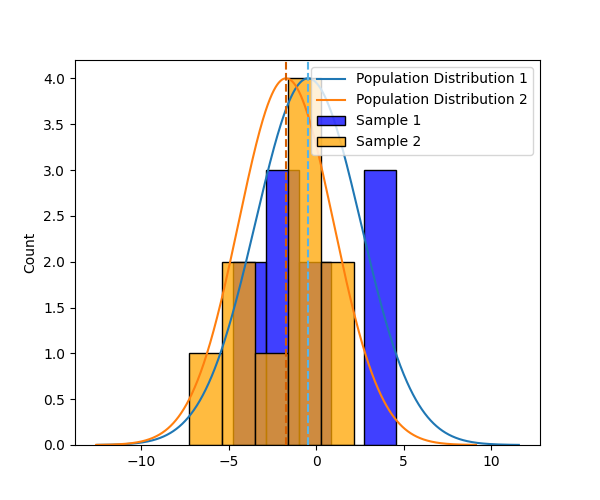 Population Distribution 1
Population Distribution 2
Sample 1
Sample 2
Count
4.0
3.5
3.0
2.5
2.0
1.5
1.0
0.5
0.0
−10 −5 0 5 10